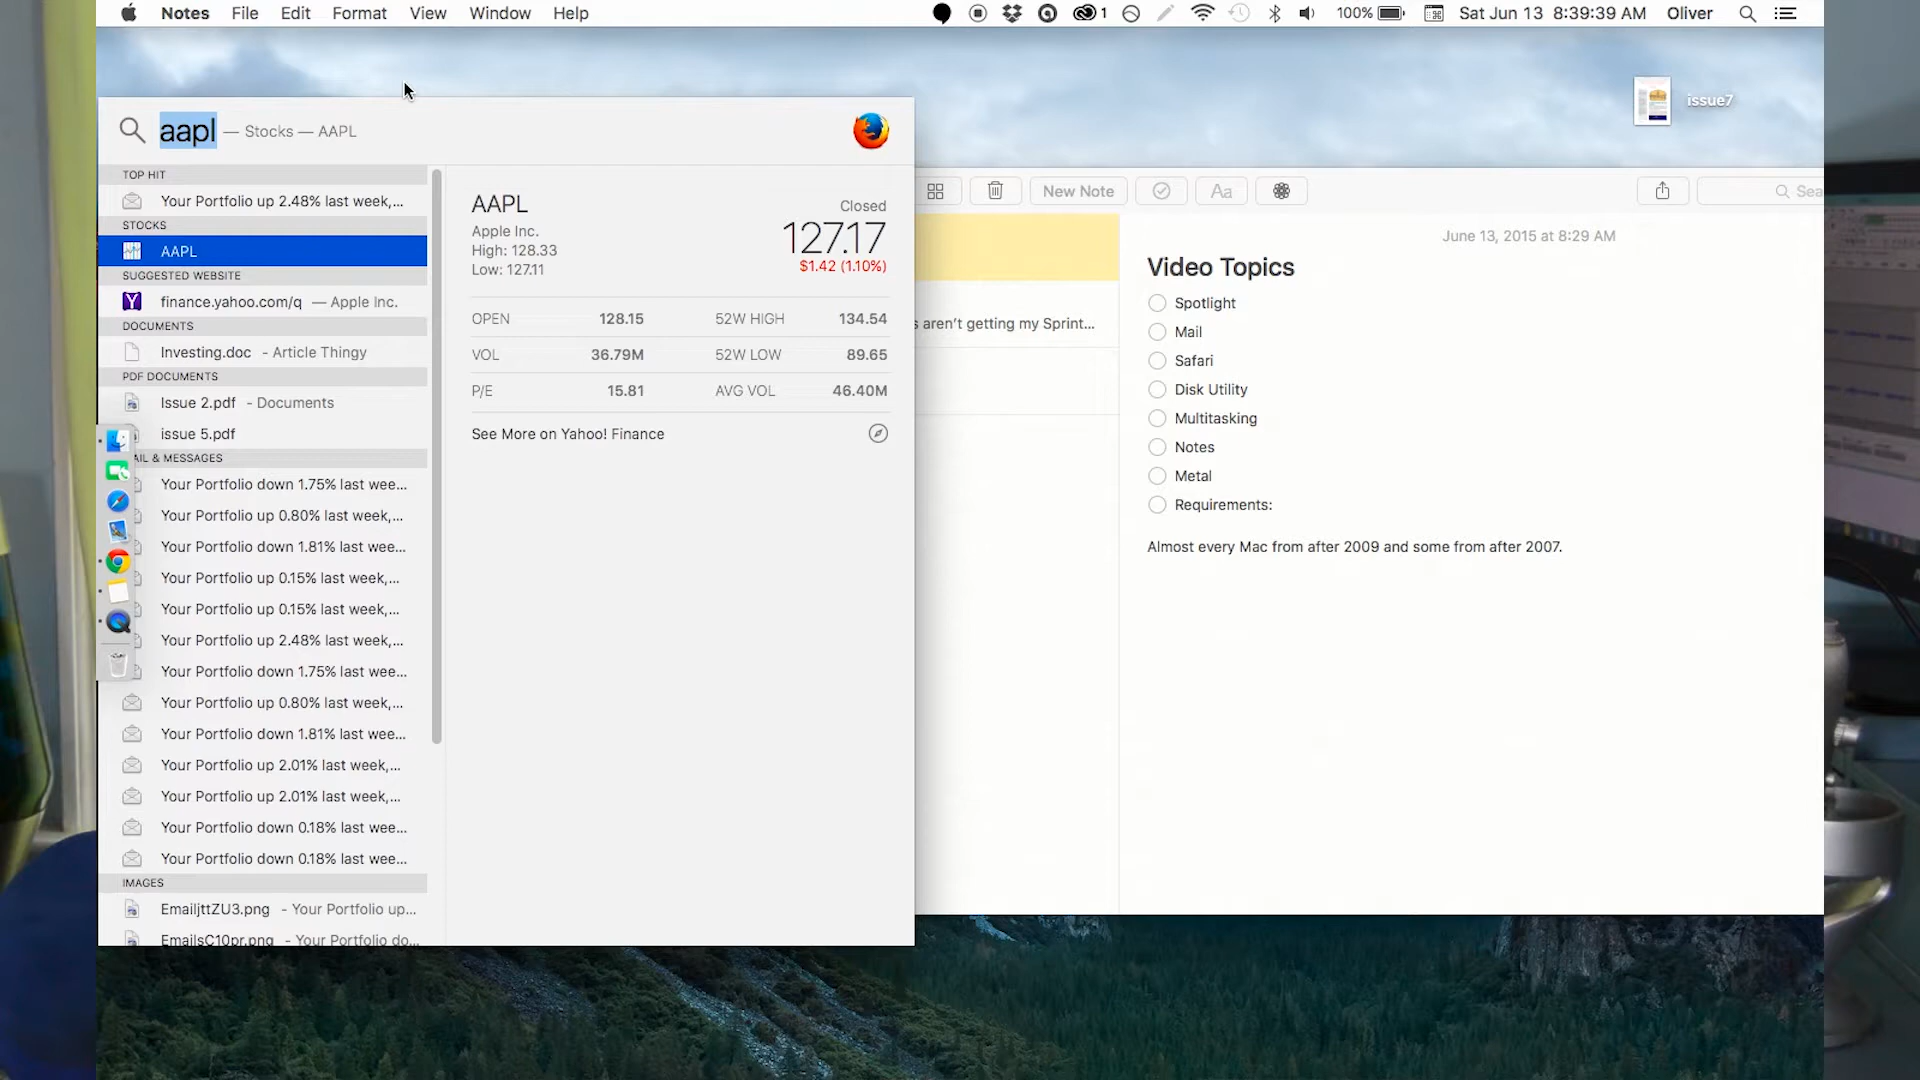 Notes File Edit Format View Window Help 1 100% Sat Jun 13 8:39:39 AM Oliver
issue7
aapl — Stocks — AAPL
TOP HIT
Your Portfolio up 2.48% last week,...
STOCKS
AAPL
SUGGESTED WEBSITE
finance.yahoo.com/q — Apple Inc.
DOCUMENTS
Investing.doc - Article Thingy
PDF DOCUMENTS
Issue 2.pdf - Documents
issue 5.pdf
AIL & MESSAGES
Your Portfolio down 1.75% last wee...
Your Portfolio up 0.80% last week,...
Your Portfolio down 1.81% last wee...
Your Portfolio up 0.15% last week,...
Your Portfolio up 0.15% last week,...
Your Portfolio up 2.48% last week,...
Your Portfolio down 1.75% last wee...
Your Portfolio up 0.80% last week,...
Your Portfolio down 1.81% last wee...
Your Portfolio up 2.01% last week,...
Your Portfolio up 2.01% last week,...
Your Portfolio down 0.18% last wee...
Your Portfolio down 0.18% last wee...
IMAGES
EmailjttZU3.png - Your Portfolio up...
EmailsC10pr.png - Your Portfolio do...
AAPL
Closed
Apple Inc.
127.17
High: 128.33
Low: 127.11
$1.42 (1.10%)
OPEN 128.15 52W HIGH 134.54
VOL 36.79M 52W LOW 89.65
P/E 15.81 AVG VOL 46.40M
See More on Yahoo! Finance
New Note Aa Sea
s aren't getting my Sprint...
June 13, 2015 at 8:29 AM
Video Topics
Spotlight
Mail
Safari
Disk Utility
Multitasking
Notes
Metal
Requirements:
Almost every Mac from after 2009 and some from after 2007.